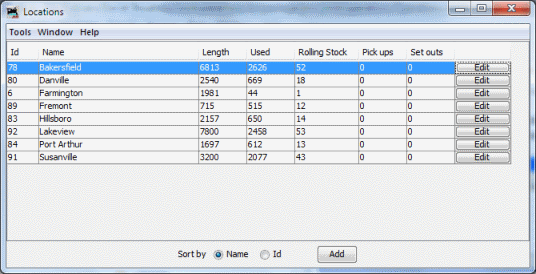 Locations
Tools Window Help
Id Name Length Used Rolling Stock Pick ups Set outs
78 Bakersfield 6813 2626 52 0 0 Edit
80 Danville 2540 669 18 0 0 Edit
6 Farmington 1981 44 1 0 0 Edit
89 Fremont 715 515 12 0 0 Edit
83 Hillsboro 2157 650 14 0 0 Edit
92 Lakeview 7800 2458 53 0 0 Edit
84 Port Arthur 1697 612 13 0 0 Edit
91 Susanville 3200 2077 43 0 0 Edit
Sort by Name Id Add